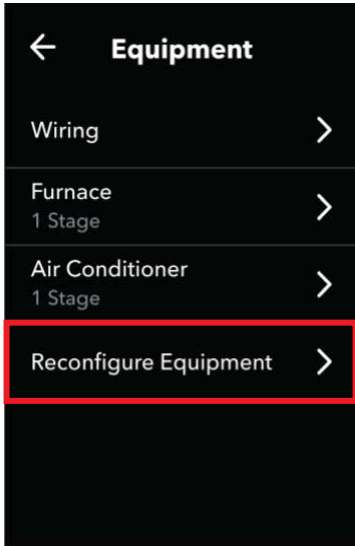 Equipment
Wiring
Furnace
1 Stage
Air Conditioner
1 Stage
Reconfigure Equipment